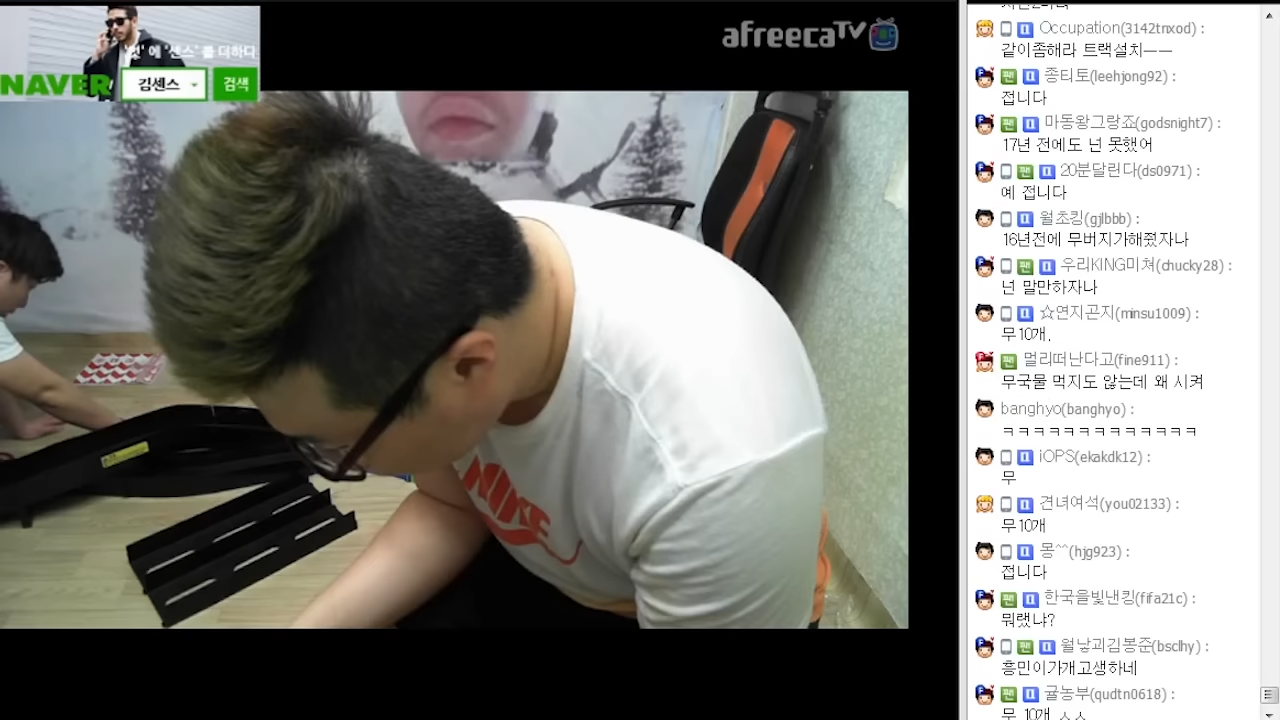 '멋' 에 '센스' 를 더하다
NAVER 김센스 검색
afreecaTV
NIKE
Occupation(3142tnxod) :
같이좀해라 트랙설치ㅡㅡ
종티토(leehjong92) :
접니다
마동왕그랑죠(godsnight7) :
17년 전에도 넌 못했어
20분달린다(ds0971) :
예 접니다
월초킹(gjlbbb) :
16년전에 무버지가해줬자나
우리KING미쳐(chucky28) :
넌 말만하자나
☆연지곤지(minsu1009) :
무10개.
멀리떠난다고(fine911) :
무국물 먹지도 않는데 왜 시켜
banghyo(banghyo) :
ㅋㅋㅋㅋㅋㅋㅋㅋㅋㅋㅋㅋㅋ
iOPS(ekakdk12) :
무
견녀여석(you02133) :
무10개
몽^^(hjg923) :
접니다
한국을빛낸킹(fifa21c) :
뭐랬냐?
월낳괴김봉준(bsclhy) :
흥민이가개고생하네
귤농부(qudtn0618) :
무 10개 ㅅㅅ